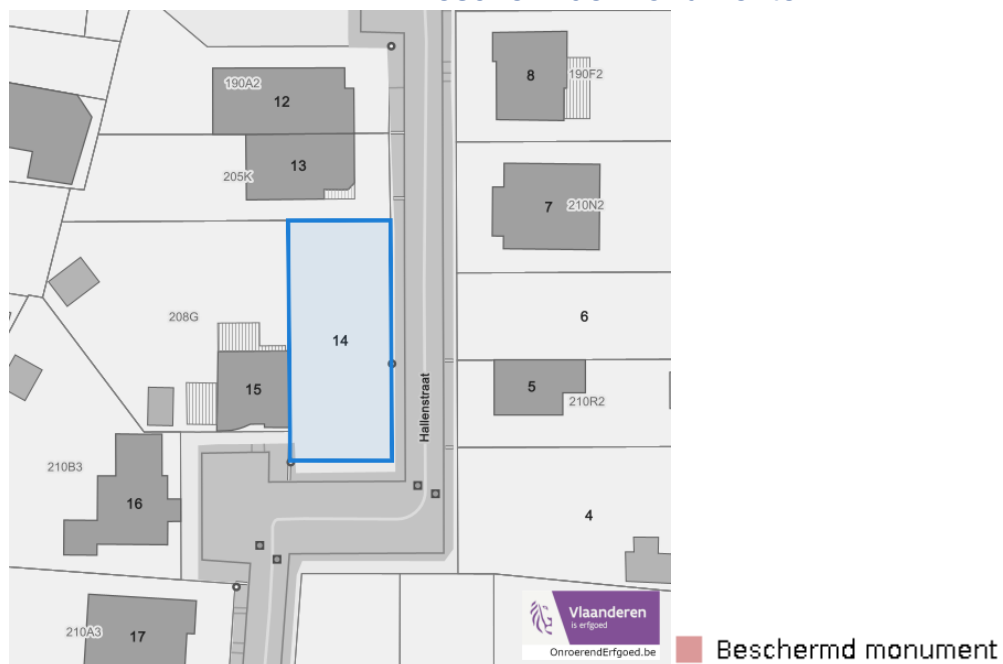 8
190F2
190A2
12
13
205K
7
210N2
208G
14
6
15
5
210R2
Hallenstraat
210B3
16
4
210A3
17
Vlaanderen
is erfgoed
OnroerendErfgoed.be
Beschermd monument